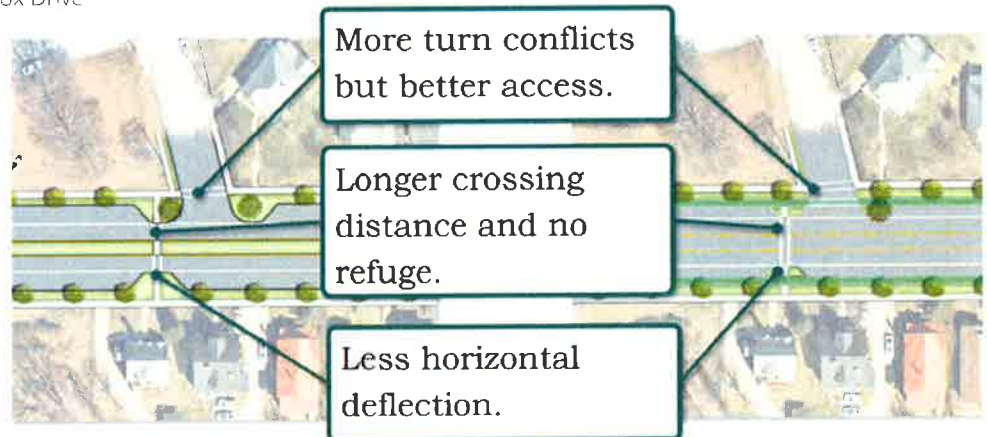 More turn conflicts
but better access.
Longer crossing
distance and no
refuge.
Less horizontal
deflection.